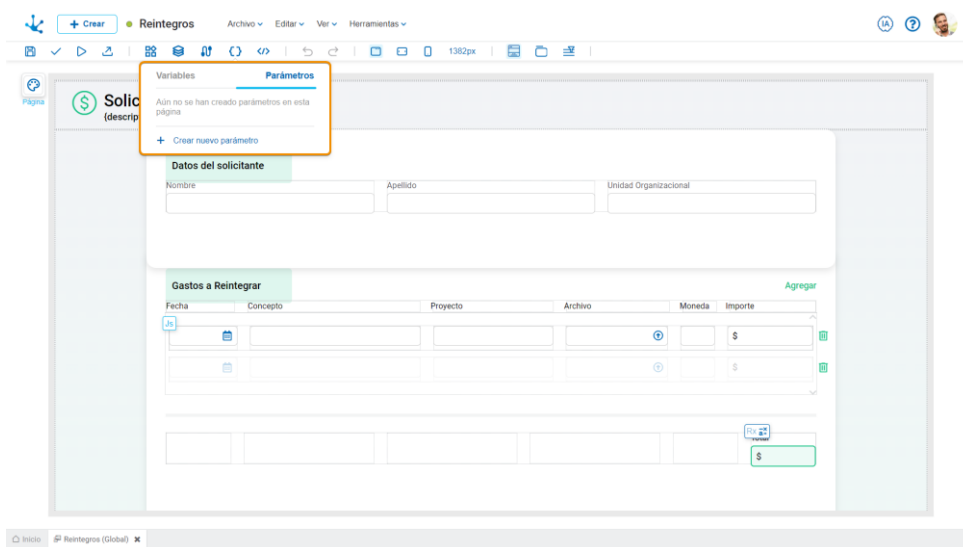 + Crear
Reintegros
Archivo
Editar
Ver
Herramientas
IA
?
1382px
Página
Variables
Parámetros
Aún no se han creado parámetros en esta
página
+ Crear nuevo parámetro
Solic
{descrip
Datos del solicitante
Nombre
Apellido
Unidad Organizacional
Gastos a Reintegrar
Agregar
Fecha
Concepto
Proyecto
Archivo
Moneda
Importe
Js
$
$
Rx
Total
$
Inicio
Reintegros (Global)